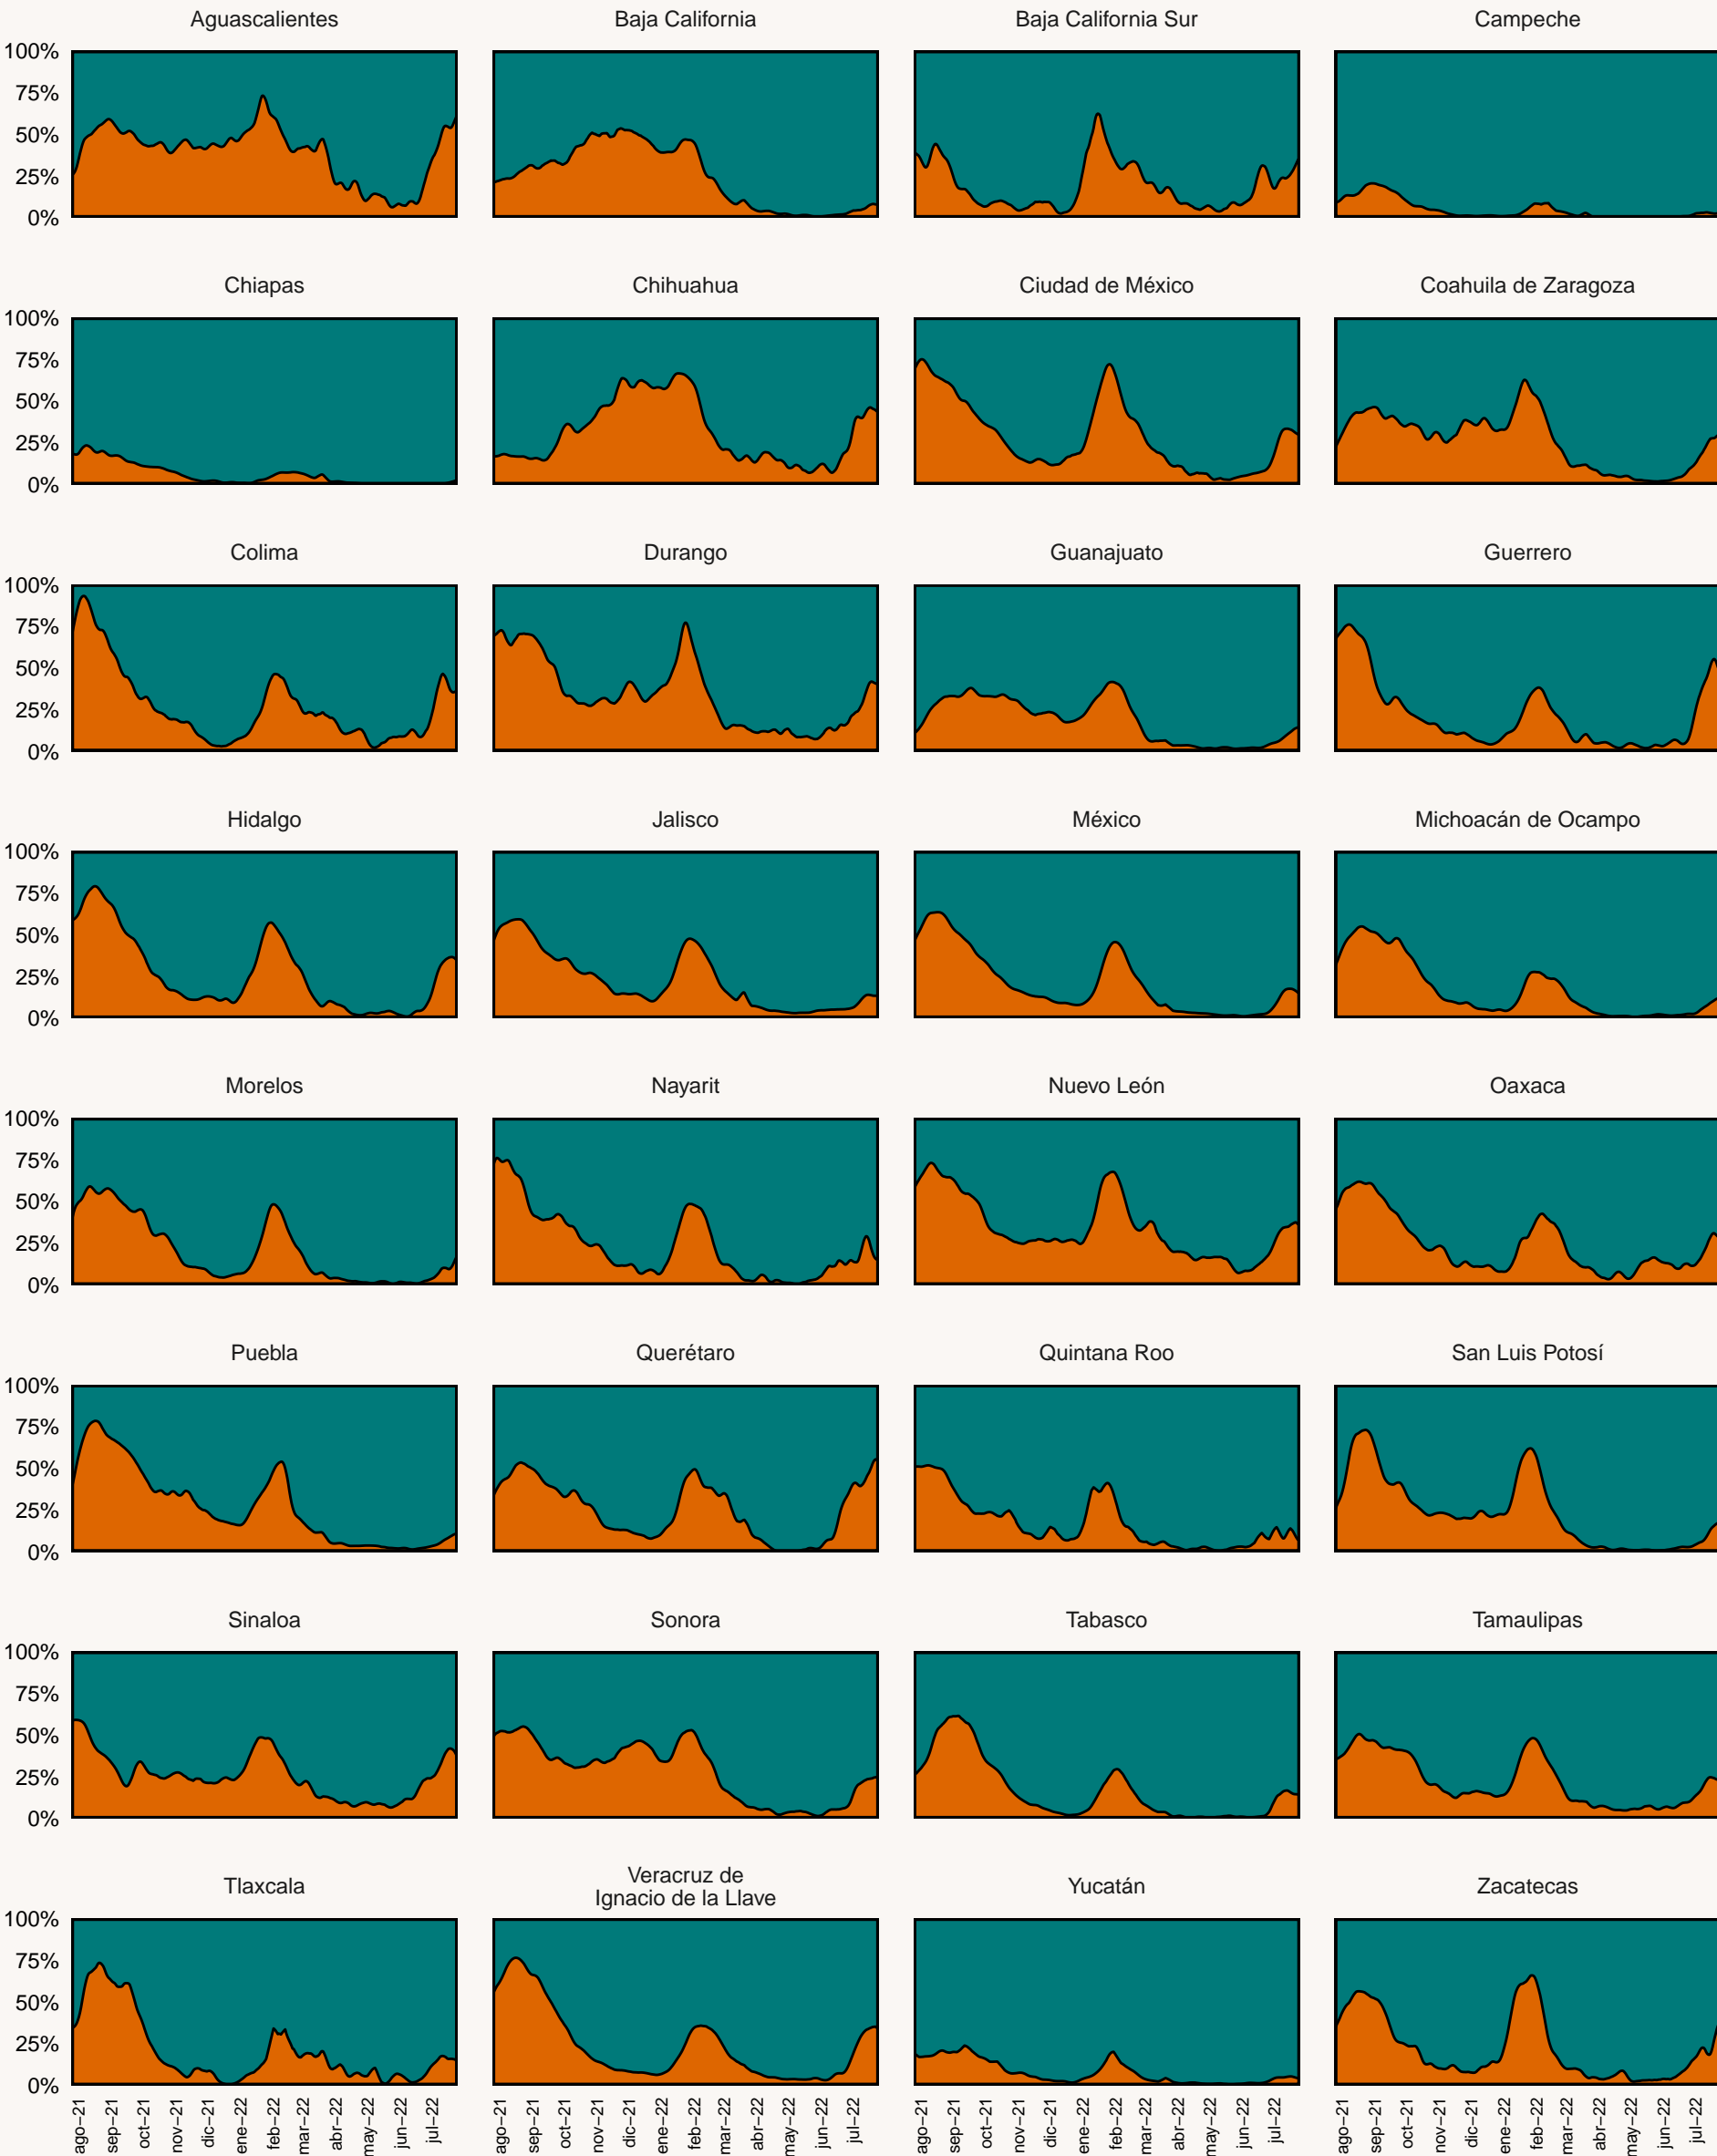 Aguascalientes
Baja California
Baja California Sur
Campeche
100%
75%
50%
25%
0%
Chiapas
Chihuahua
Ciudad de México
Coahuila de Zaragoza
100%
75%
50%
25%
0%
Colima
Durango
Guanajuato
Guerrero
100%
75%
50%
25%
0%
Hidalgo
Jalisco
México
Michoacán de Ocampo
100%
75%
50%
25%
0%
Morelos
Nayarit
Nuevo León
Oaxaca
100%
75%
50%
25%
0%
Puebla
Querétaro
Quintana Roo
San Luis Potosí
100%
75%
50%
25%
0%
Sinaloa
Sonora
Tabasco
Tamaulipas
100%
75%
50%
25%
0%
Tlaxcala
Veracruz de
Ignacio de la Llave
Yucatán
Zacatecas
100%
75%
50%
25%
0%
ago–21
sep–21
oct–21
nov–21
dic–21
ene–22
feb–22
mar–22
abr–22
may–22
jun–22
jul–22
ago–21
sep–21
oct–21
nov–21
dic–21
ene–22
feb–22
mar–22
abr–22
may–22
jun–22
jul–22
ago–21
sep–21
oct–21
nov–21
dic–21
ene–22
feb–22
mar–22
abr–22
may–22
jun–22
jul–22
ago–21
sep–21
oct–21
nov–21
dic–21
ene–22
feb–22
mar–22
abr–22
may–22
jun–22
jul–22